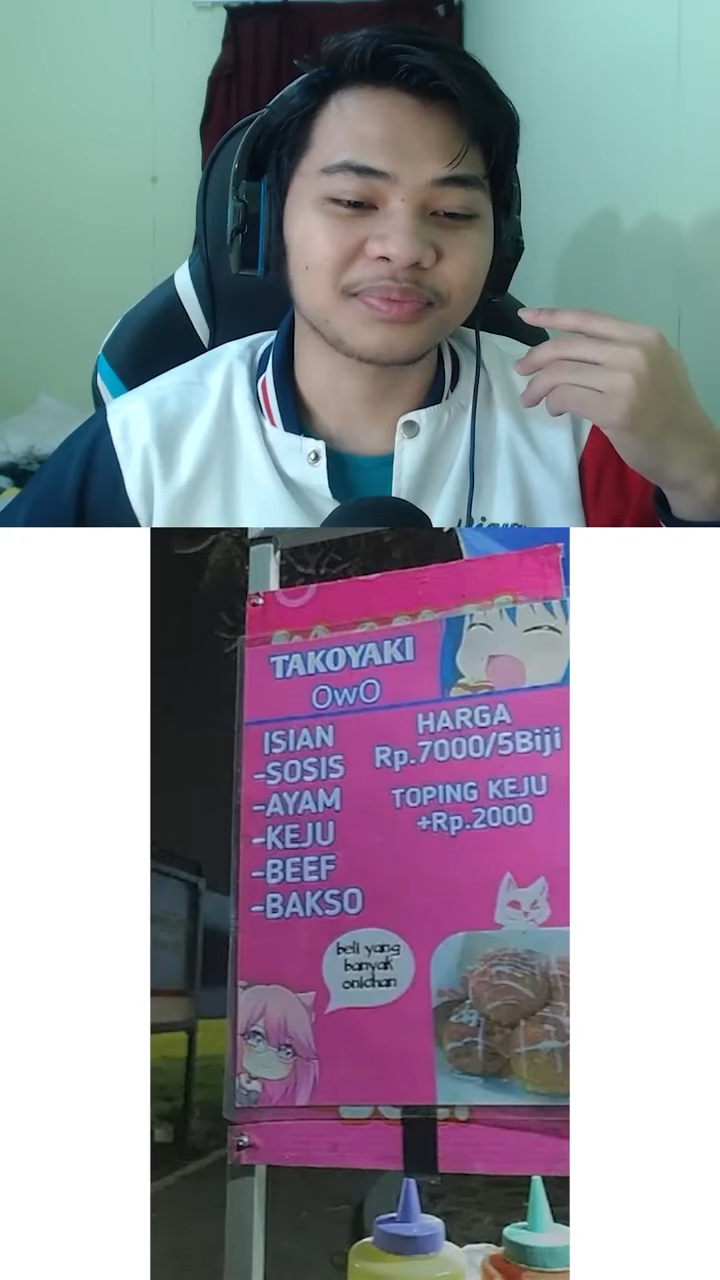 TAKOYAKI
OwO
ISIAN
-SOSIS
-AYAM
-KEJU
-BEEF
-BAKSO
HARGA
Rp.7000/5Biji
TOPING KEJU
+Rp.2000
beli yang
banyak
onichan